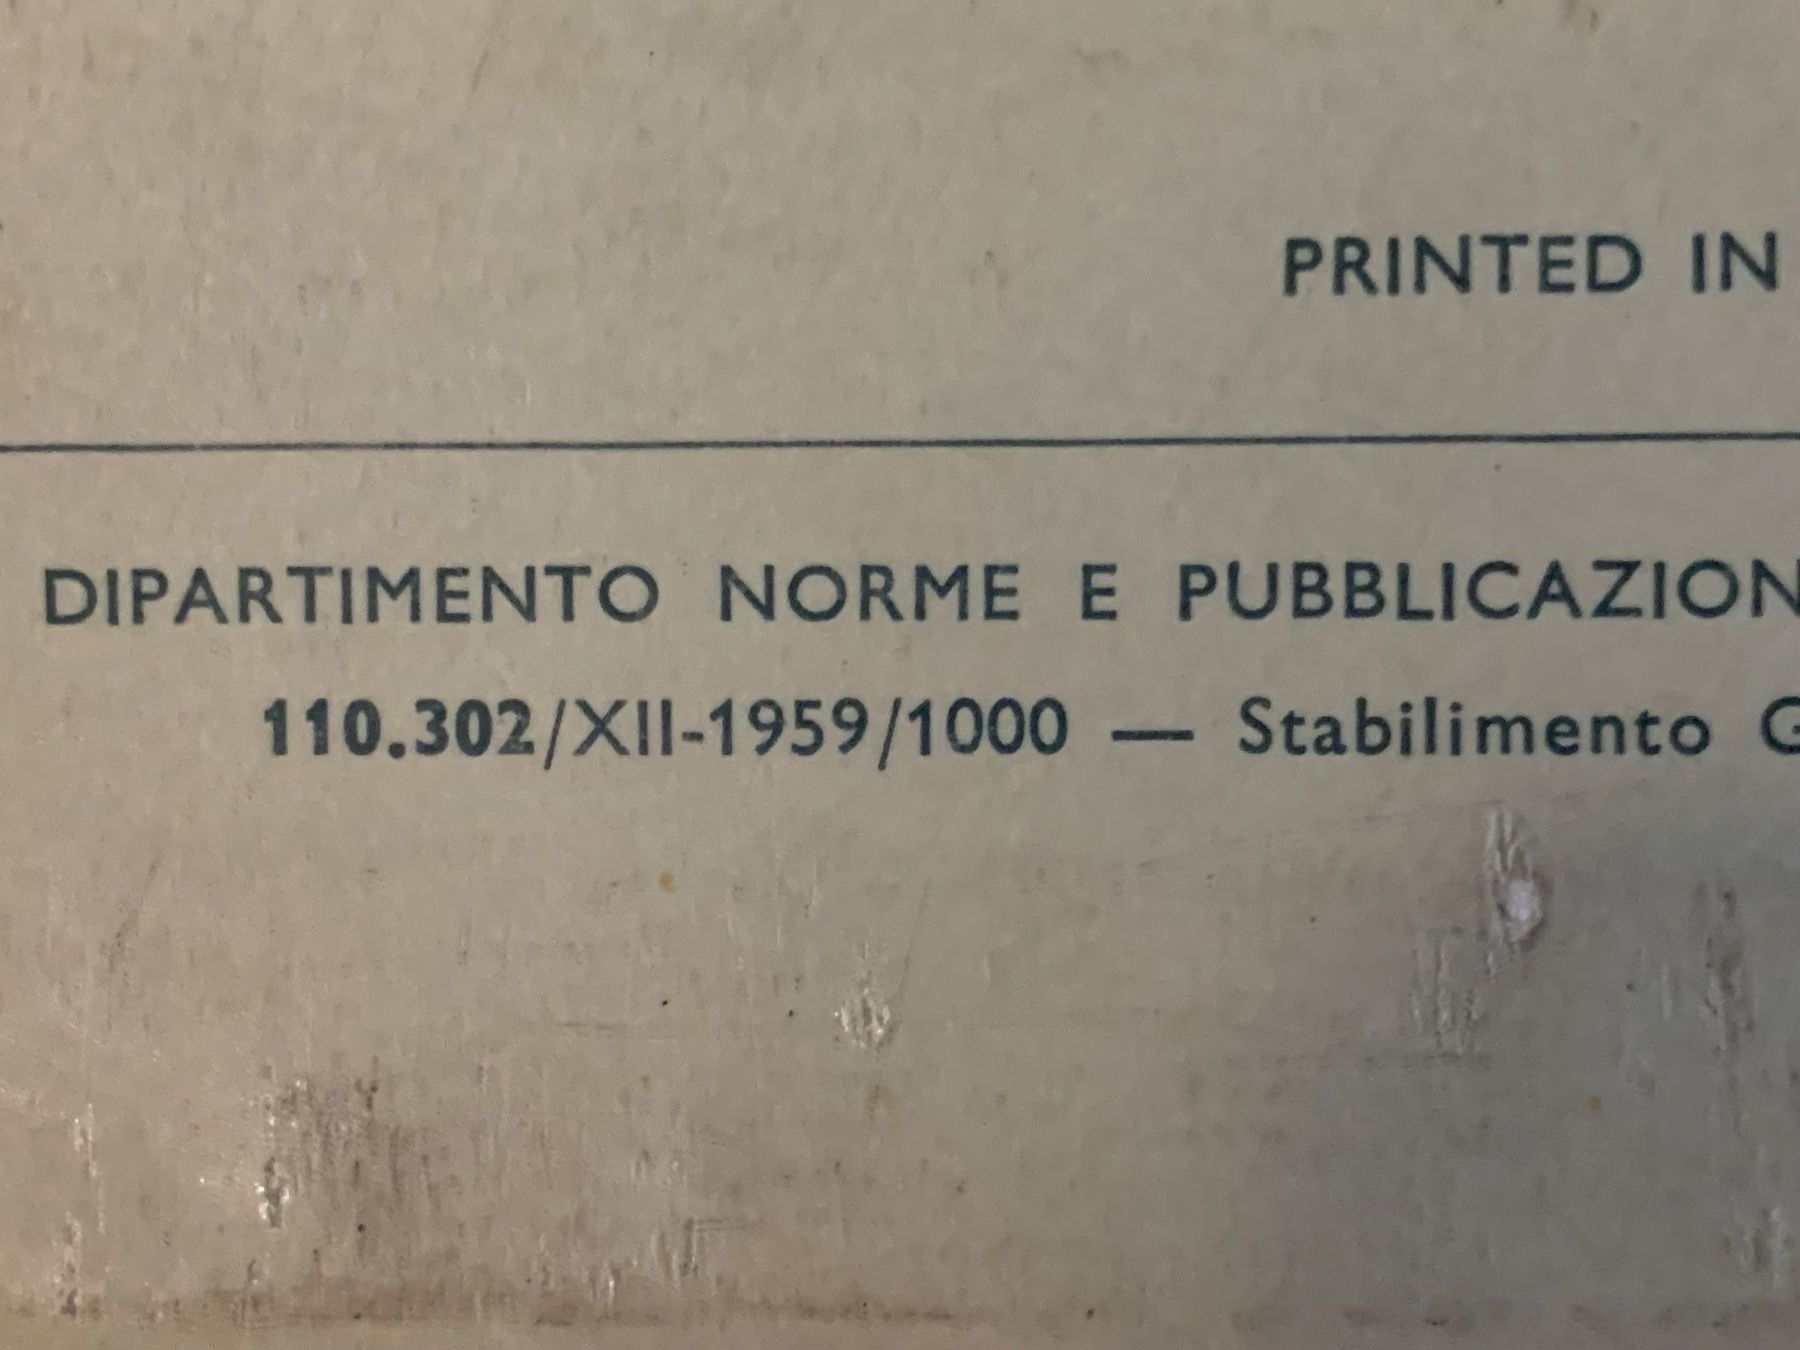 PRINTED IN
DIPARTIMENTO NORME E PUBBLICAZION
110.302/XII-1959/1000 — Stabilimento G